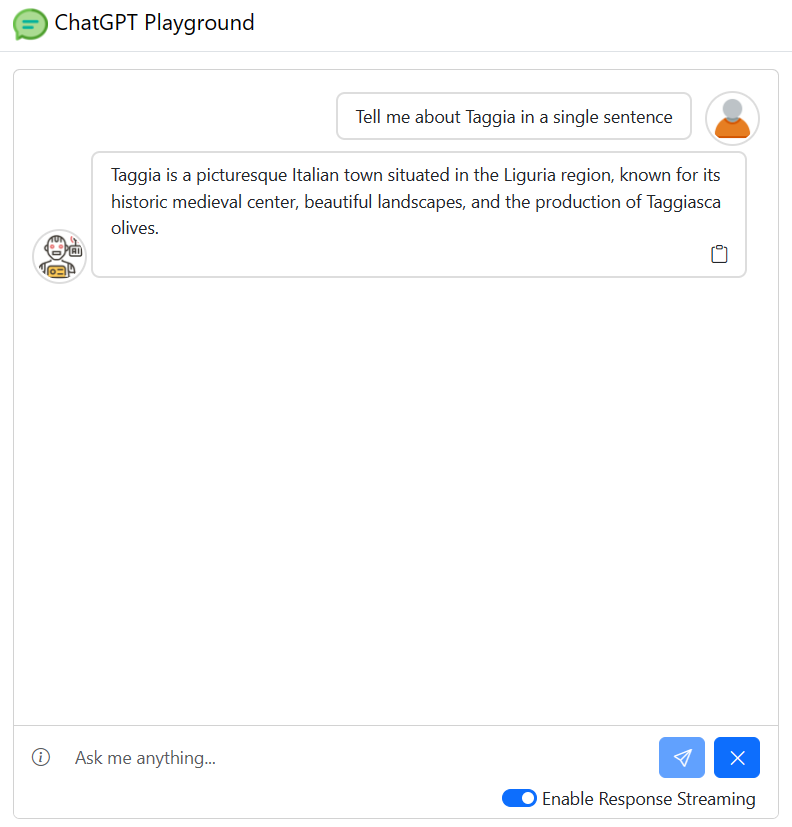 ChatGPT Playground
Tell me about Taggia in a single sentence
Taggia is a picturesque Italian town situated in the Liguria region, known for its
historic medieval center, beautiful landscapes, and the production of Taggiasca
olives.
AI
Ask me anything...
Enable Response Streaming